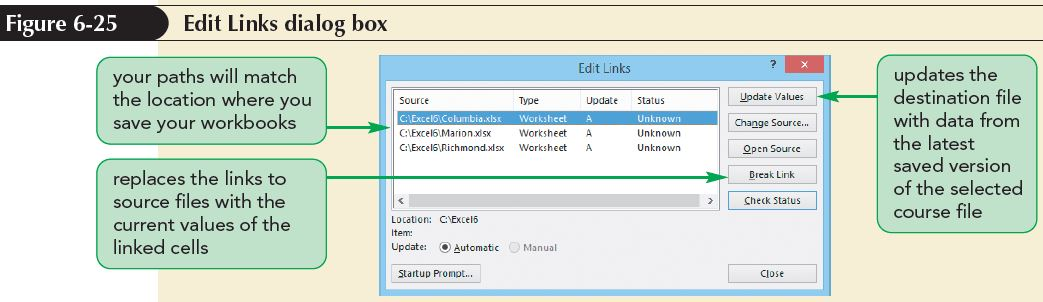 Figure 6-25 Edit Links dialog box
your paths will match
the location where you
save your workbooks
replaces the links to
source files with the
current values of the
linked cells
Edit Links
?
Source Type Update Status
C:\Excel6\Columbia.xlsx Worksheet A Unknown
C:\Excel6\Marion.xlsx Worksheet A Unknown
C:\Excel6\Richmond.xlsx Worksheet A Unknown
Location: C:\Excel6
Item:
Update: Automatic Manual
Startup Prompt...
Update Values
Change Source...
Open Source
Break Link
Check Status
Close
updates the
destination file
with data from
the latest
saved version
of the selected
course file